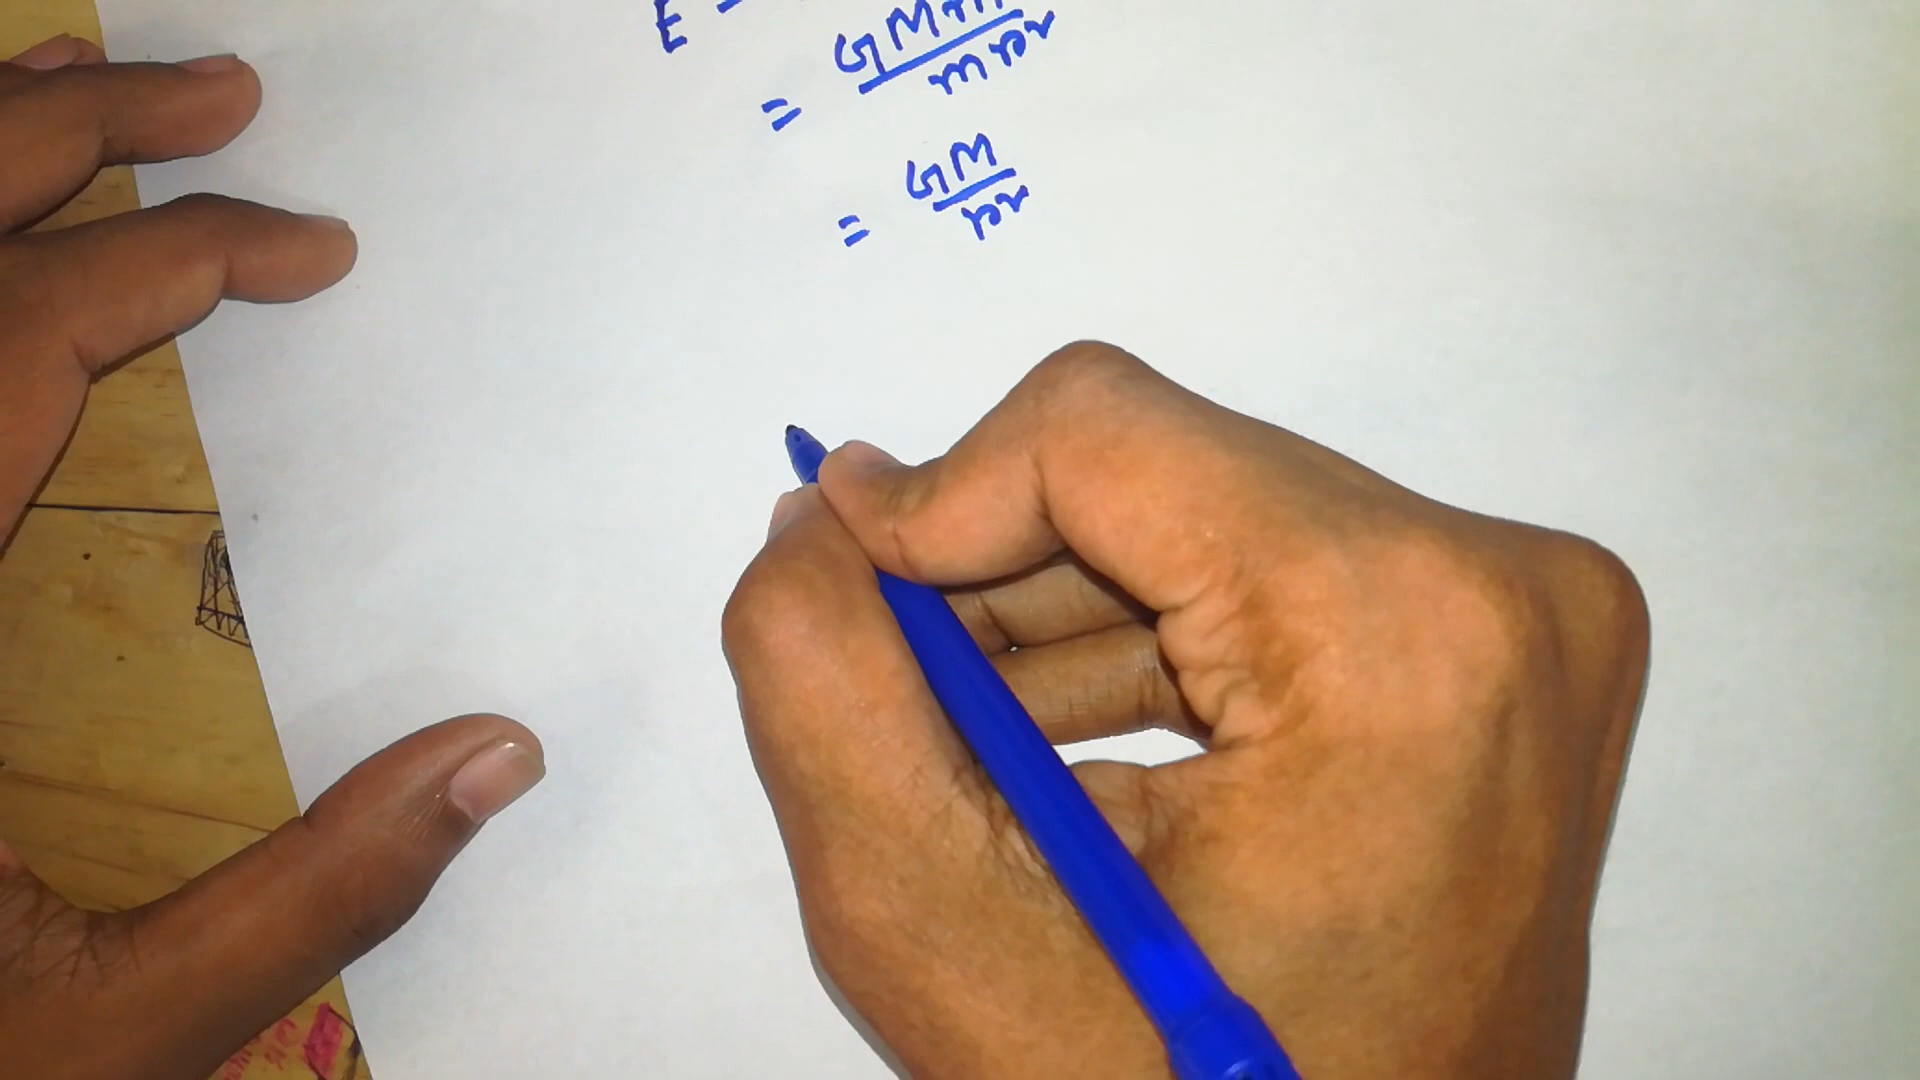 E =
= GMm / mr²
= GM / r²